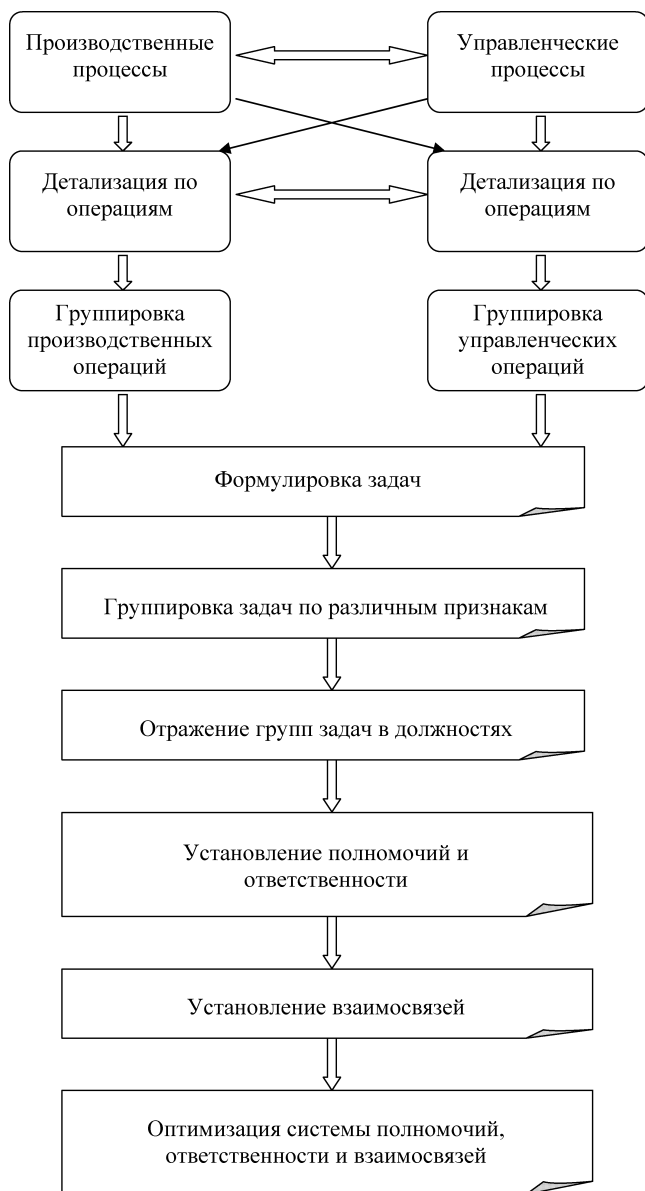 Производственные
процессы
Управленческие
процессы
Детализация по
операциям
Детализация по
операциям
Группировка
производственных
операций
Группировка
управленческих
операций
Формулировка задач
Группировка задач по различным признакам
Отражение групп задач в должностях
Установление полномочий и
ответственности
Установление взаимосвязей
Оптимизация системы полномочий,
ответственности и взаимосвязей